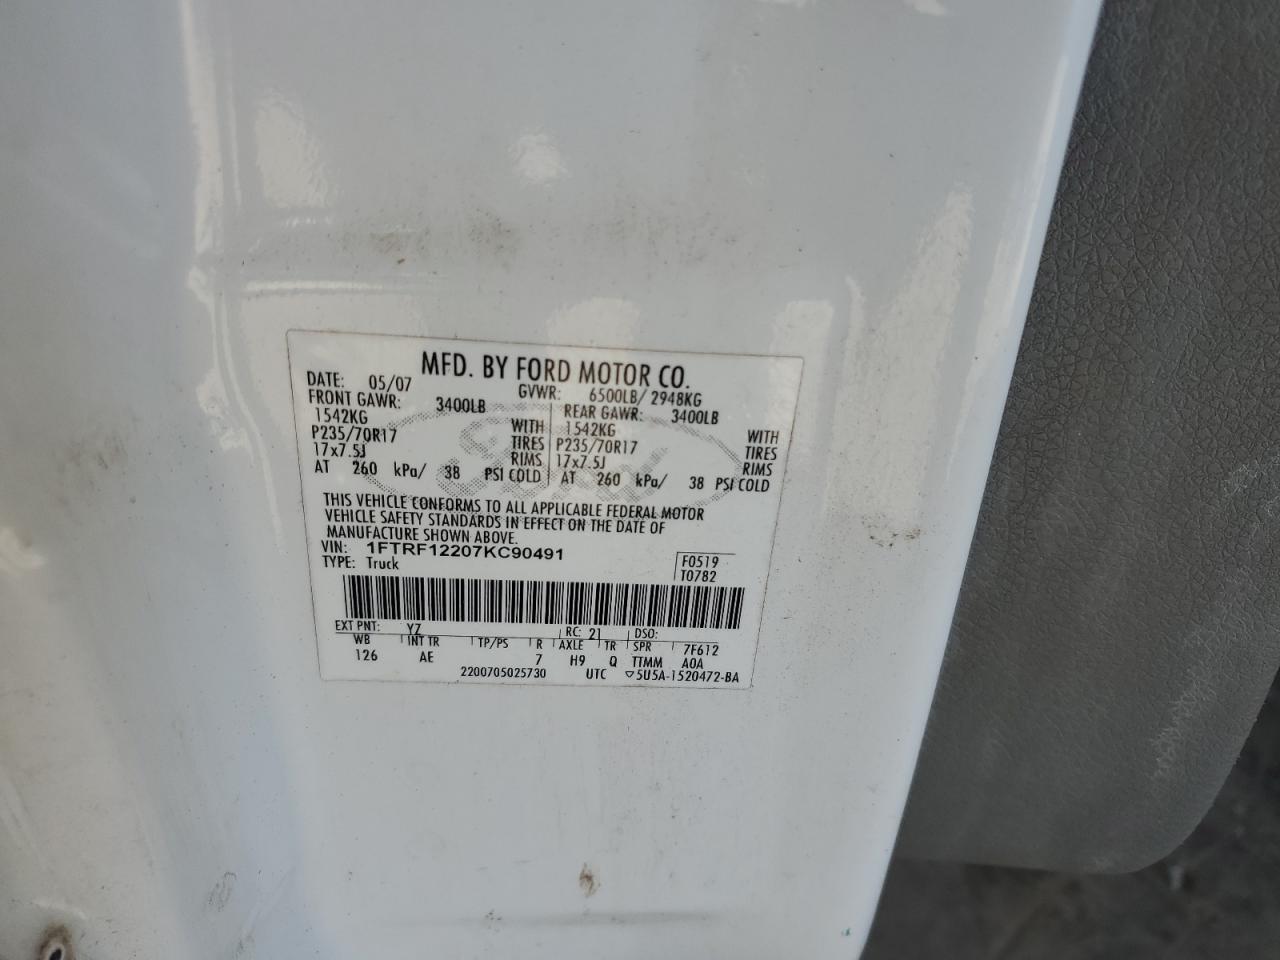 MFD. BY FORD MOTOR CO.
DATE: 05/07 GVWR: 6500LB/ 2948KG
FRONT GAWR: 3400LB REAR GAWR: 3400LB
1542KG WITH 1542KG WITH
P235/70R17 TIRES P235/70R17 TIRES
17x7.5J RIMS 17x7.5J RIMS
AT 260 kPa/ 38 PSI COLD AT 260 kPa/ 38 PSI COLD
Ford
THIS VEHICLE CONFORMS TO ALL APPLICABLE FEDERAL MOTOR
VEHICLE SAFETY STANDARDS IN EFFECT ON THE DATE OF
MANUFACTURE SHOWN ABOVE.
VIN: 1FTRF12207KC90491 F0519
TYPE: Truck T0782
EXT PNT: YZ RC: 21 DSO:
WB INT TR TP/PS R AXLE TR SPR 7F612
126 AE 7 H9 Q TTMM A0A
2200705025730 UTC ▽5U5A-1520472-BA